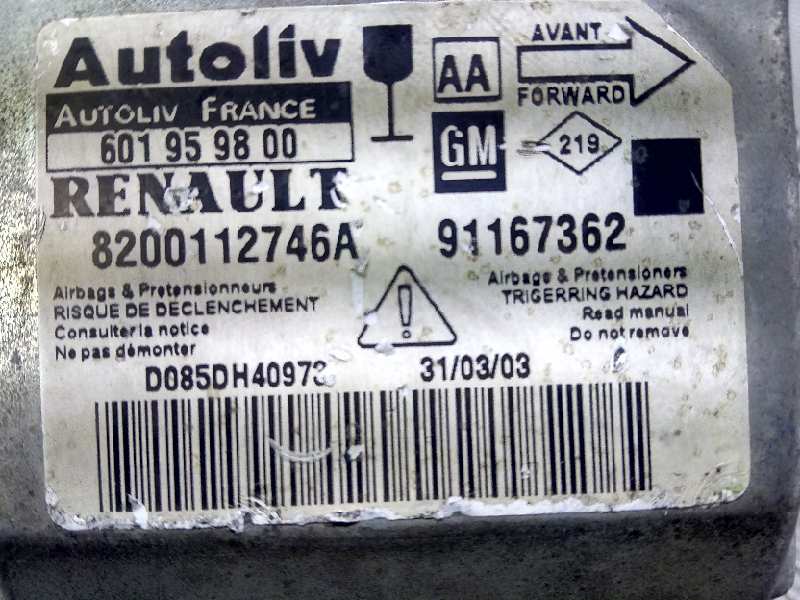 Autoliv
AUTOLIV FRANCE
601 95 98 00
AA
AVANT
FORWARD
GM
219
RENAULT
8200112746A
91167362
Airbags & Pretensionneurs
RISQUE DE DECLENCHEMENT
Consulter la notice
Ne pas démonter
Airbags & Pretensioners
TRIGERRING HAZARD
Read manual
Do not remove
D085DH40973
31/03/03